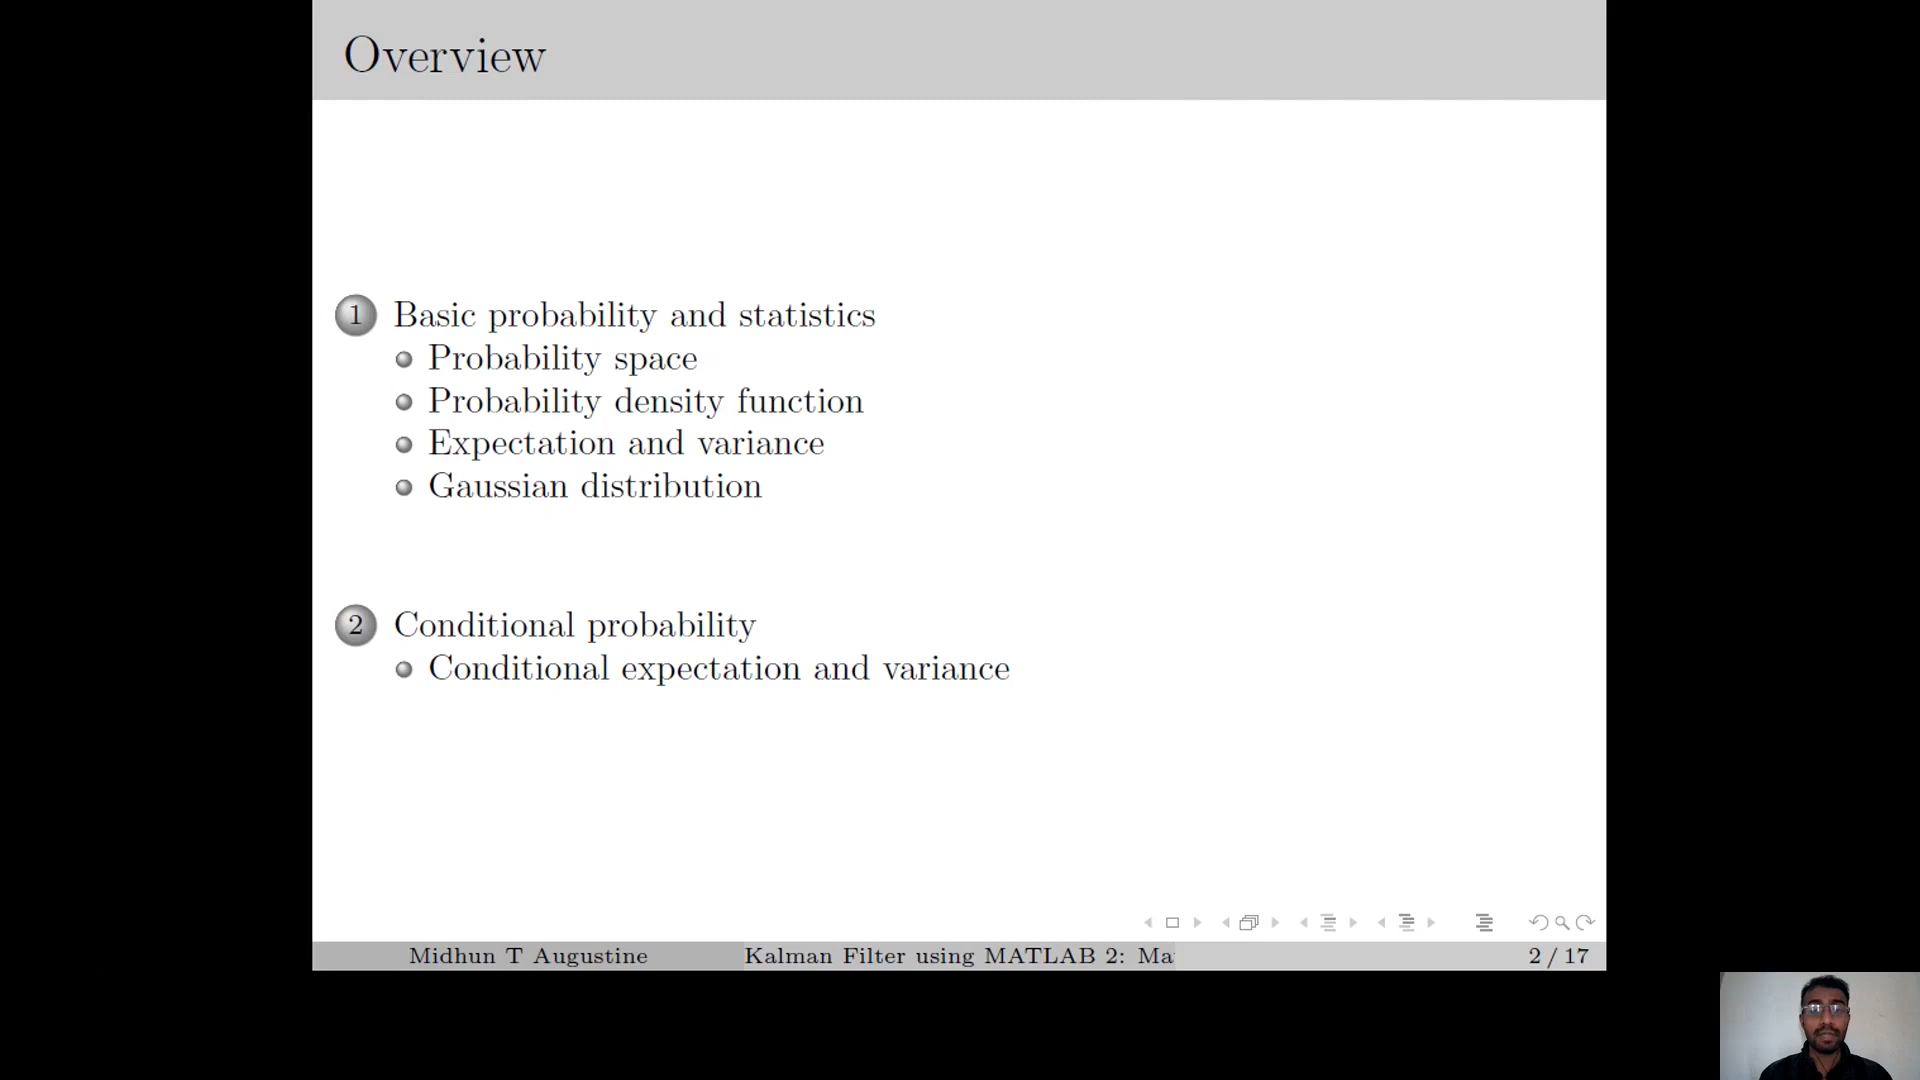 Overview
1 Basic probability and statistics
Probability space
Probability density function
Expectation and variance
Gaussian distribution
2 Conditional probability
Conditional expectation and variance
Midhun T Augustine Kalman Filter using MATLAB 2: Ma 2 / 17